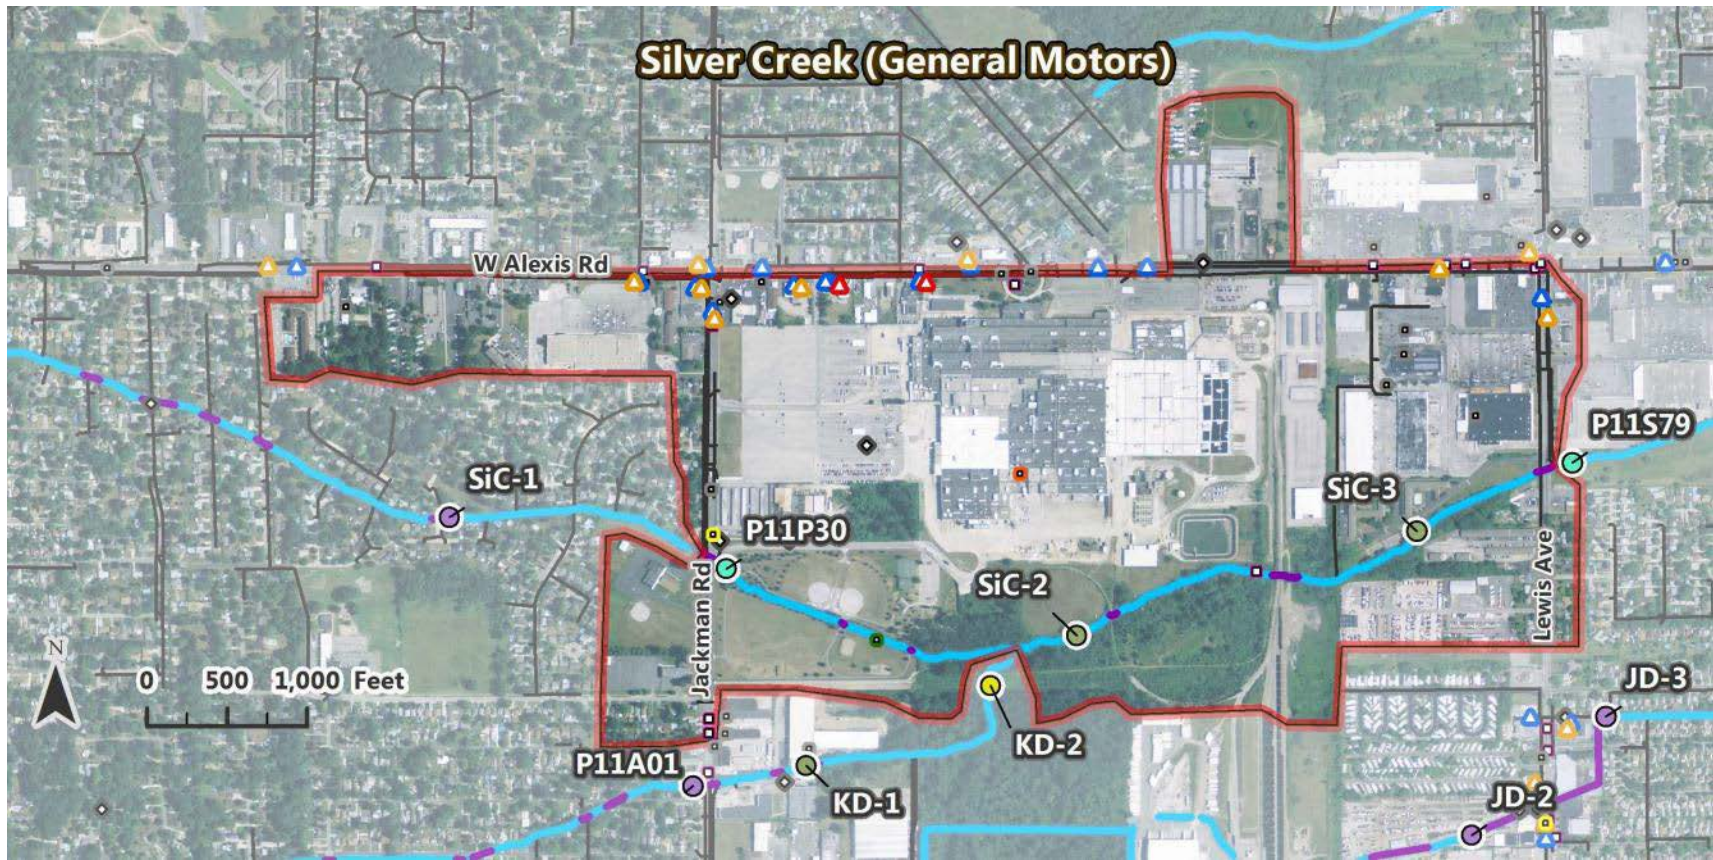 Silver Creek (General Motors)
W Alexis Rd
P11S79
SiC-1
SiC-3
P11P30
Lewis Ave
SiC-2
Jackman Rd
N
0 500 1,000 Feet
JD-3
KD-2
P11A01
KD-1
JD-2